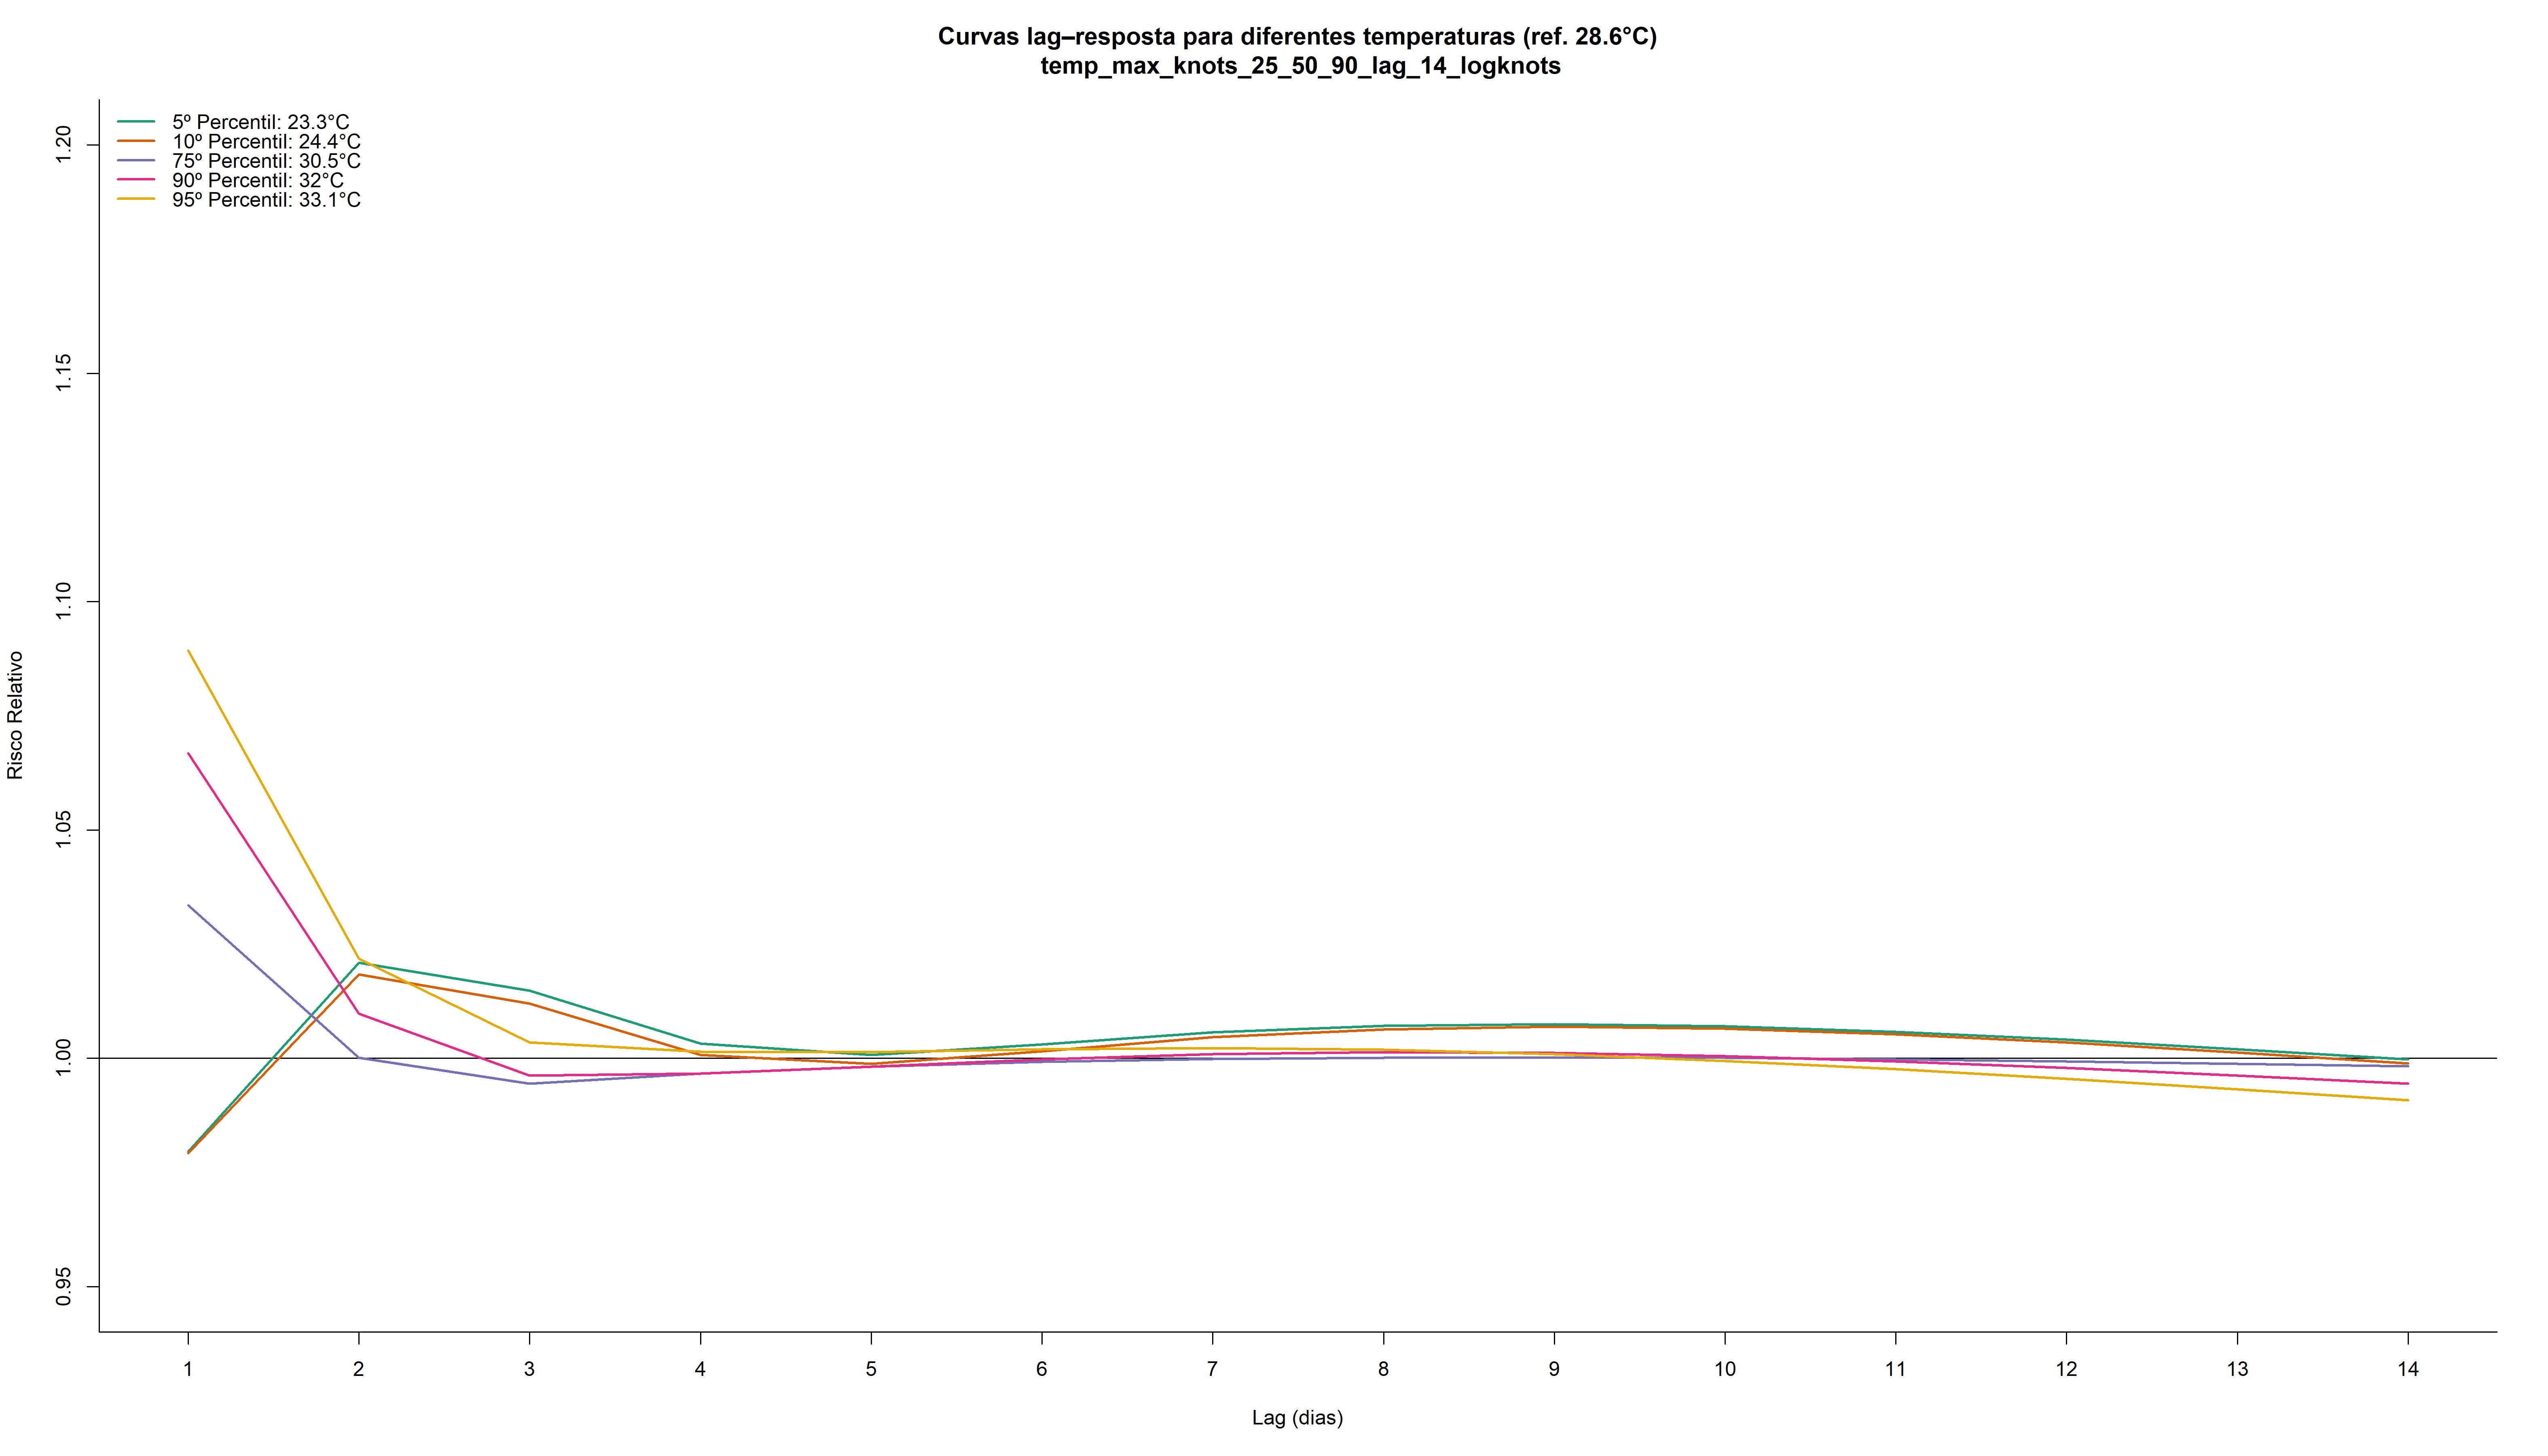 Curvas lag–resposta para diferentes temperaturas (ref. 28.6°C)
temp_max_knots_25_50_90_lag_14_logknots
5º Percentil: 23.3°C
10º Percentil: 24.4°C
75º Percentil: 30.5°C
90º Percentil: 32°C
95º Percentil: 33.1°C
1.20
1.15
1.10
1.05
1.00
0.95
Risco Relativo
1 2 3 4 5 6 7 8 9 10 11 12 13 14
Lag (dias)